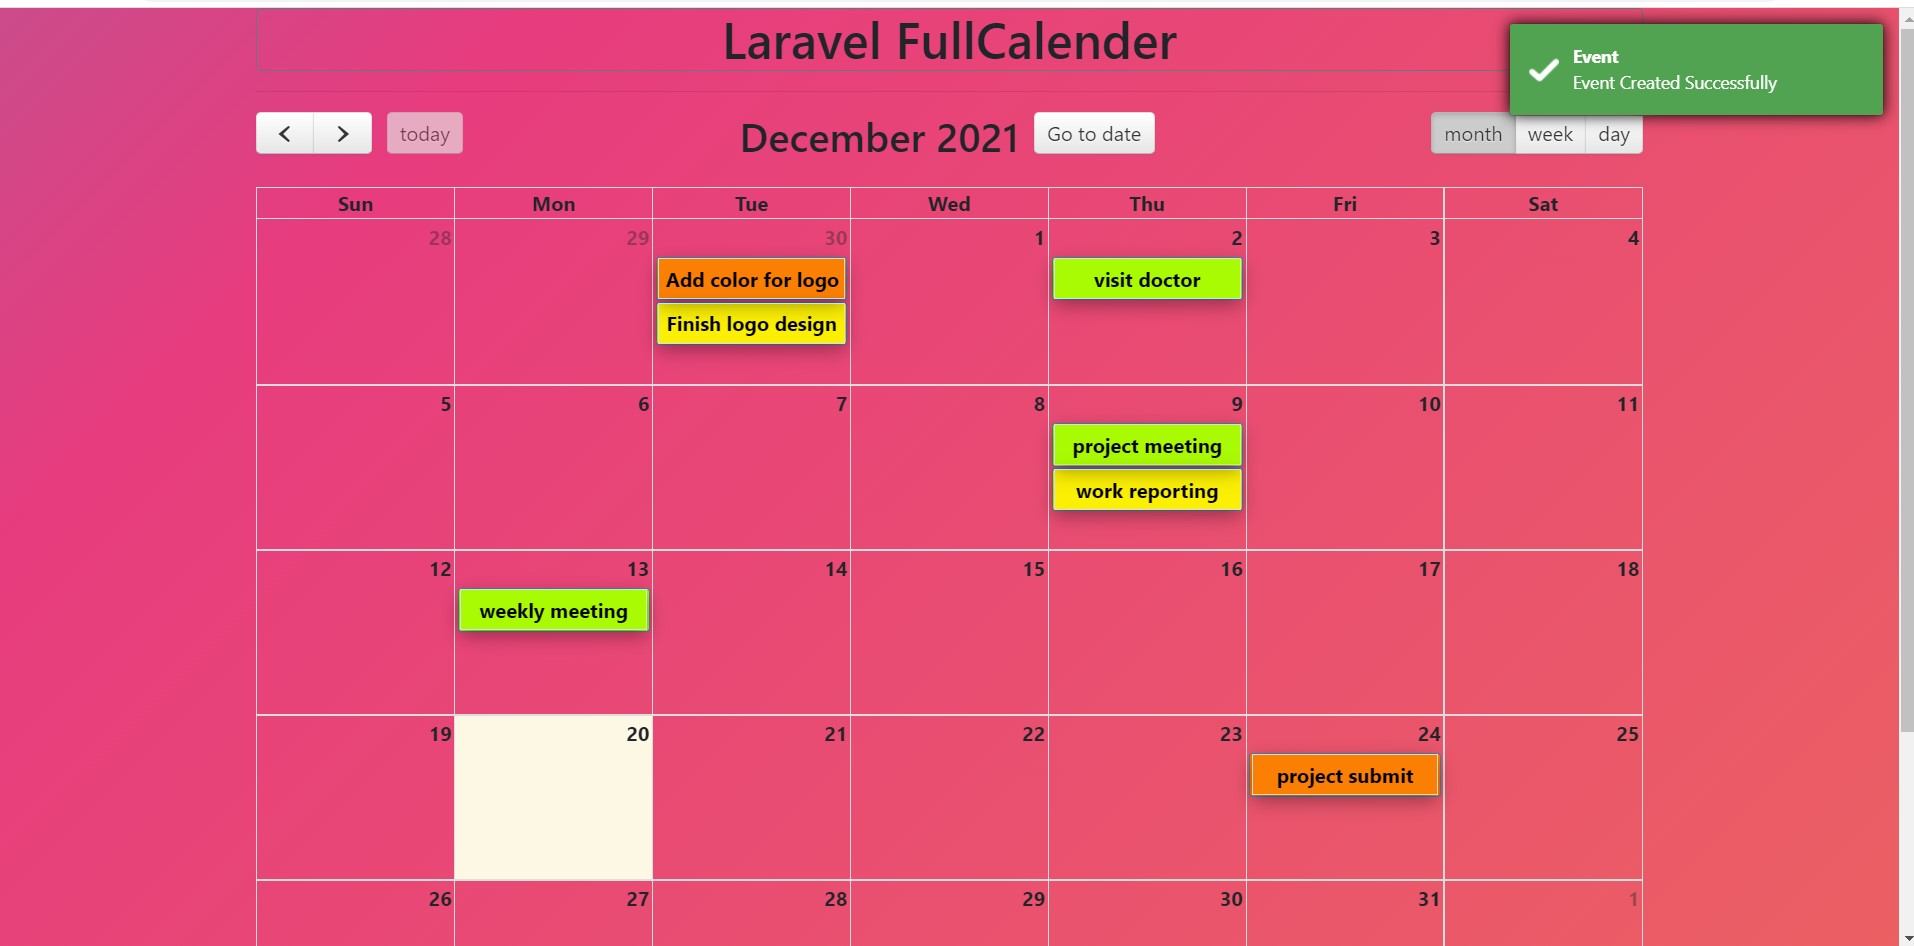 Laravel FullCalender
Event
Event Created Successfully
today
December 2021
Go to date
month
week
day
Sun Mon Tue Wed Thu Fri Sat
28 29 30 1 2 3 4
Add color for logo
visit doctor
Finish logo design
5 6 7 8 9 10 11
project meeting
work reporting
12 13 14 15 16 17 18
weekly meeting
19 20 21 22 23 24 25
project submit
26 27 28 29 30 31 1